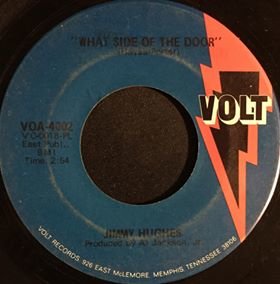 "WHAT SIDE OF THE DOOR"
VOA-4002
East Publ.,
BMI
Time: 2:54
VOLT
JIMMY HUGHES
Produced by Al Jackson, Jr.
VOLT RECORDS, 926 EAST McLEMORE, MEMPHIS, TENNESSEE 38106